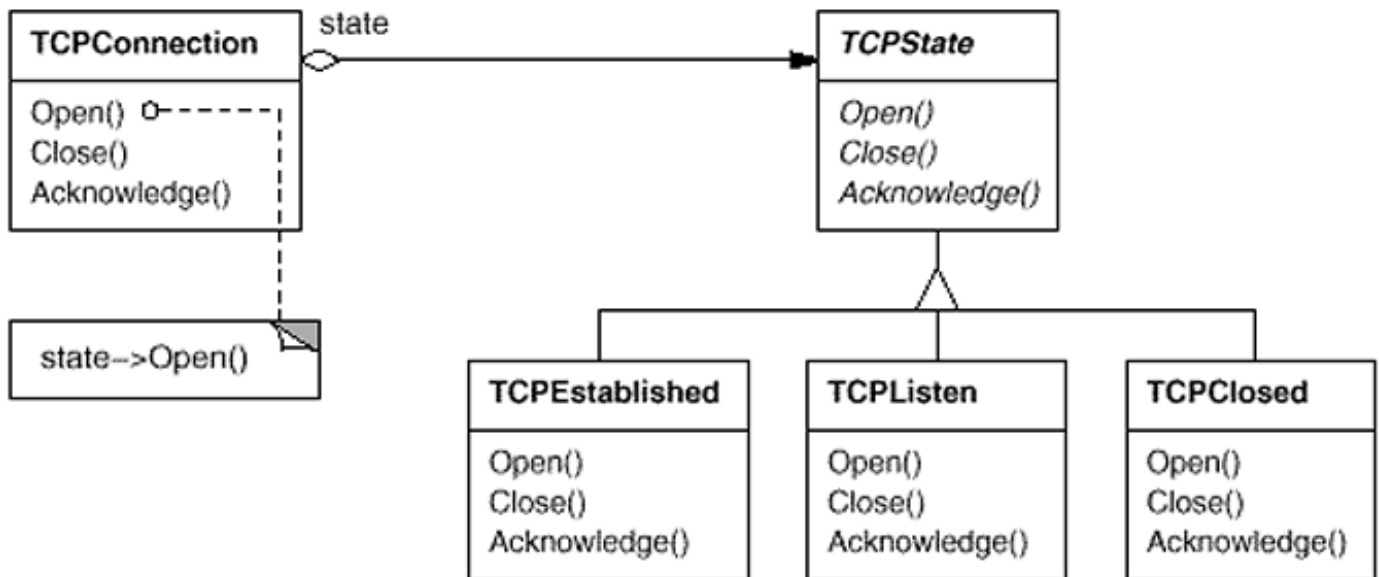 TCPConnection
Open()
Close()
Acknowledge()
state
TCPState
Open()
Close()
Acknowledge()
state-->Open()
TCPEstablished
Open()
Close()
Acknowledge()
TCPListen
Open()
Close()
Acknowledge()
TCPClosed
Open()
Close()
Acknowledge()